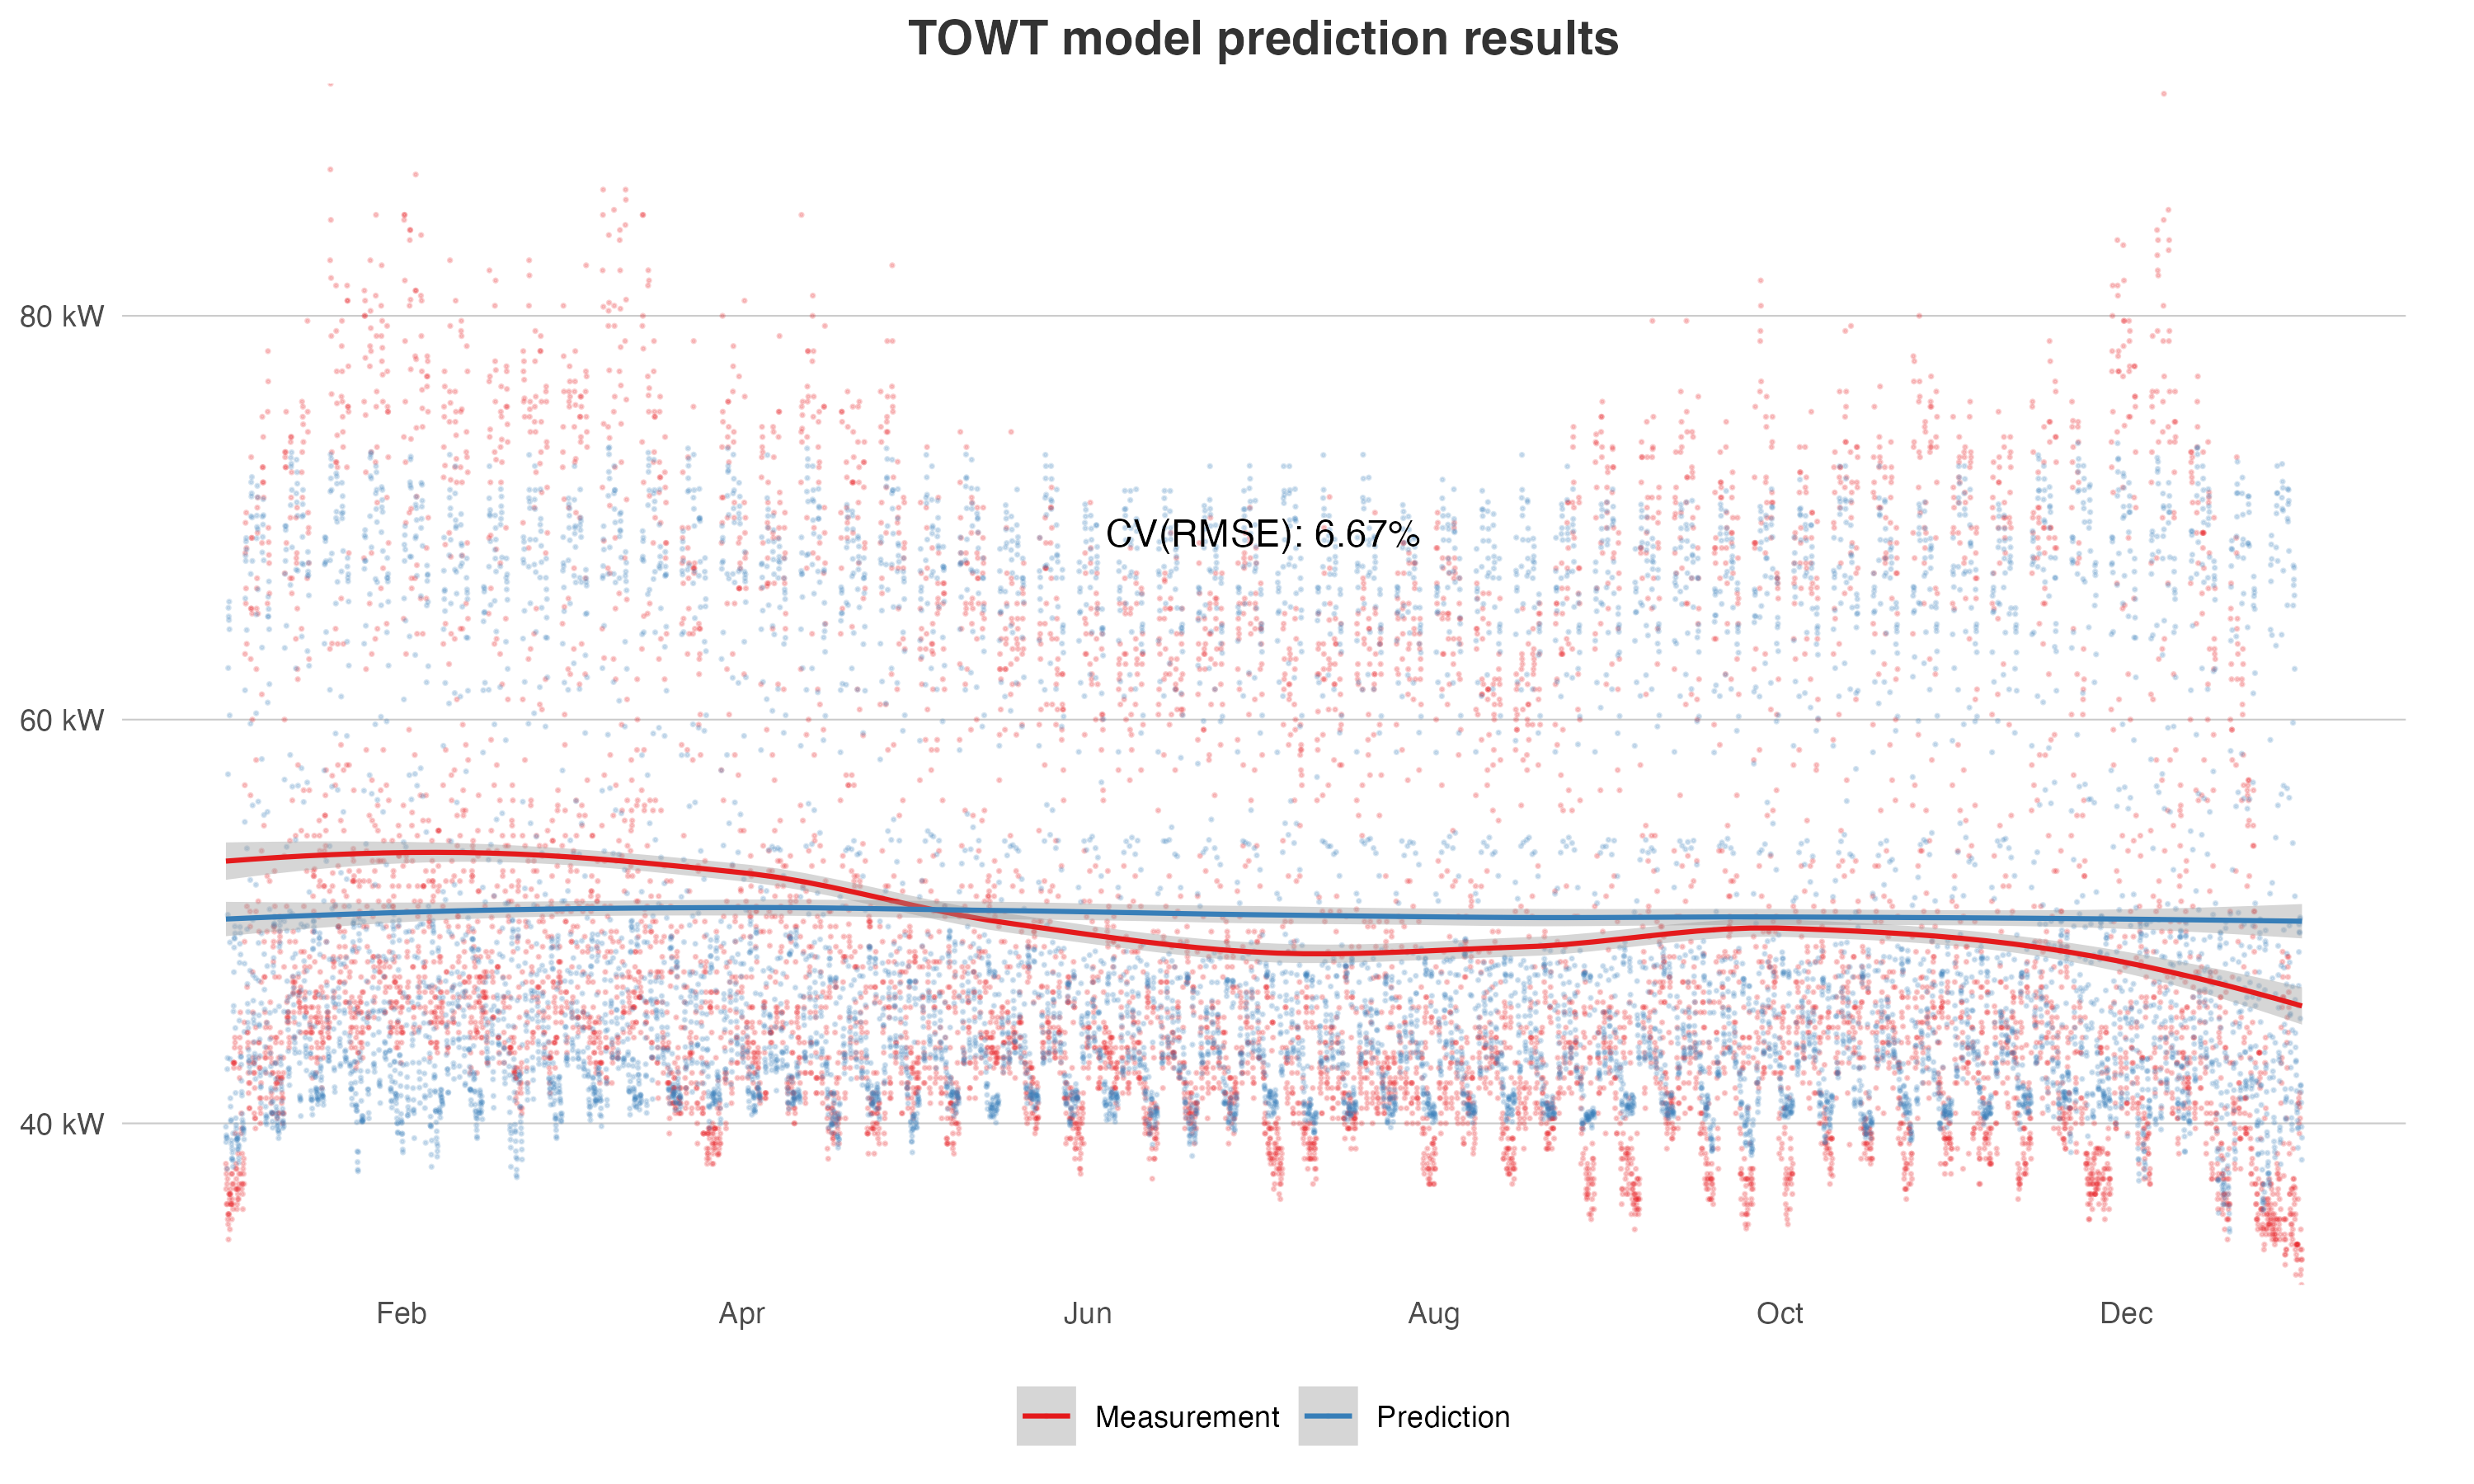 TOWT model prediction results
80 kW
CV(RMSE): 6.67%
60 kW
40 kW
Feb Apr Jun Aug Oct Dec
Measurement Prediction